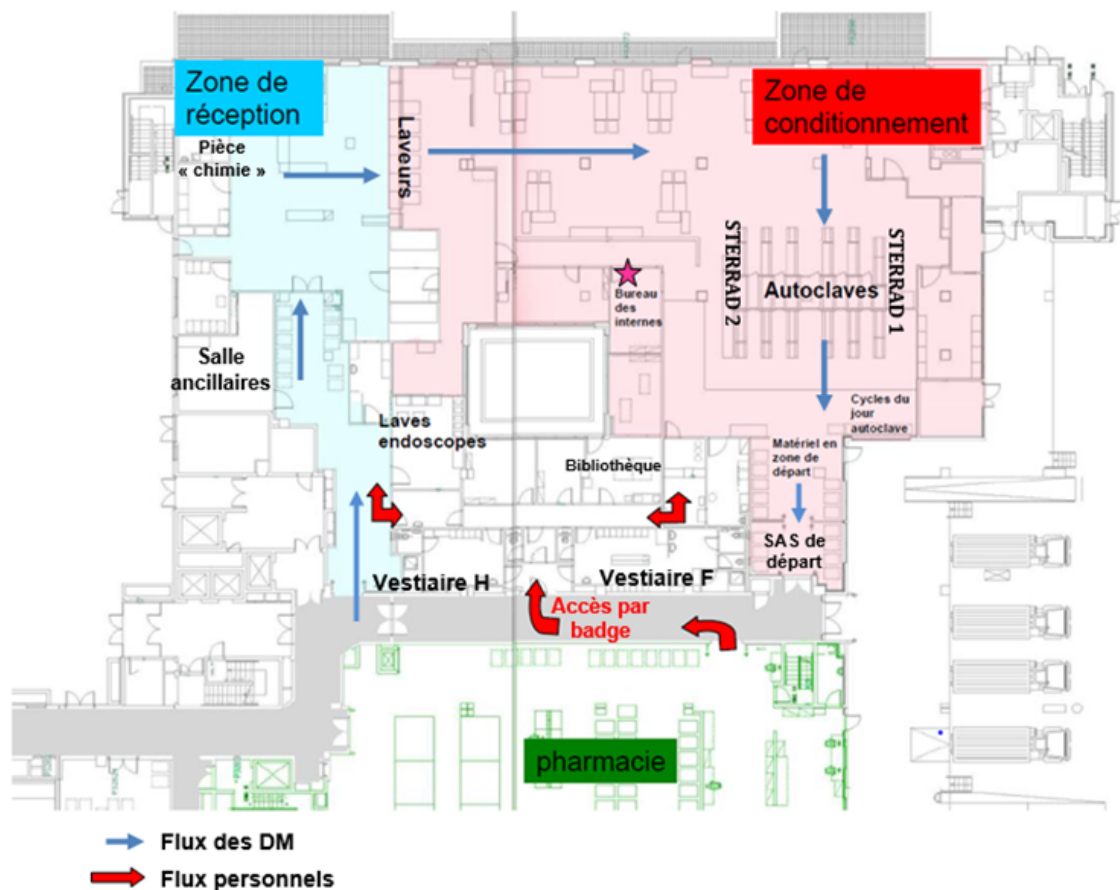 Zone de
réception
Zone de
conditionnement
Pièce
« chimie »
Laveurs
STERRAD 2
Autoclaves
STERRAD 1
Bureau
des
internes
Salle
ancillaires
Laves
endoscopes
Cycles du
jour
autoclave
Matériel en
zone de
départ
Bibliothèque
SAS de
départ
Vestiaire H
Vestiaire F
Accès par
badge
pharmacie
Flux des DM
Flux personnels